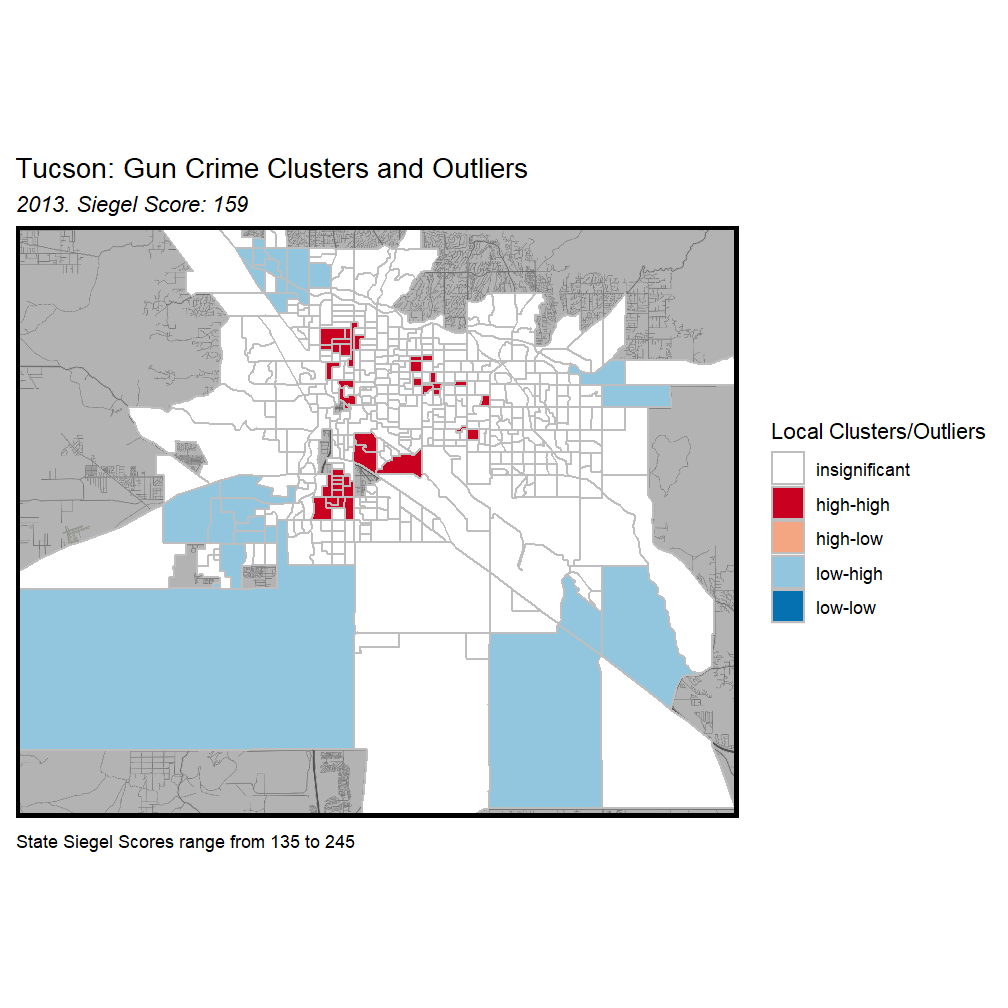 Tucson: Gun Crime Clusters and Outliers
2013. Siegel Score: 159
Local Clusters/Outliers
insignificant
high-high
high-low
low-high
low-low
State Siegel Scores range from 135 to 245